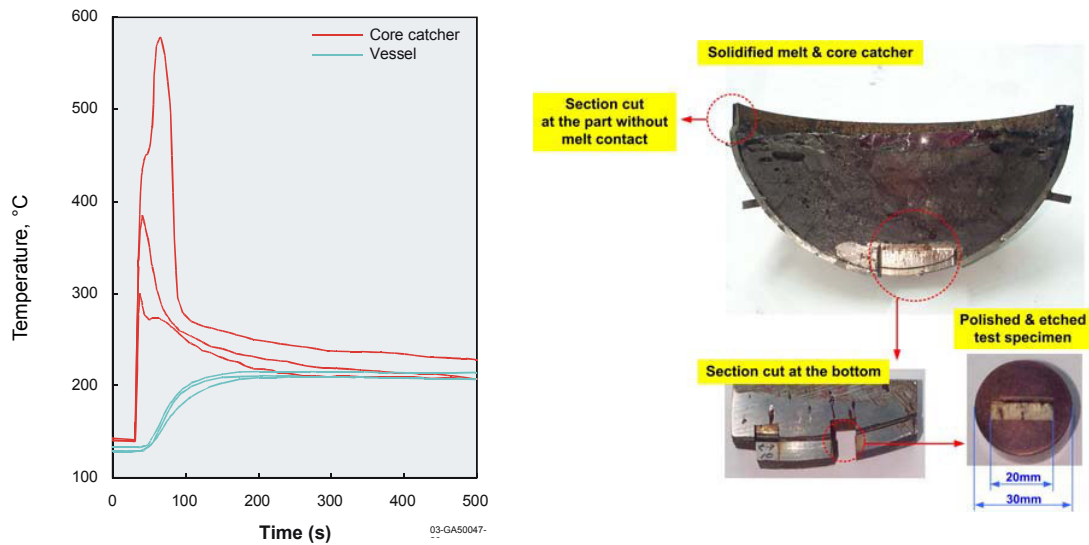 600
500
400
300
200
100
Temperature, °C
Core catcher
Vessel
0
100
200
300
400
500
Time (s)
03-GA50047-
Solidified melt & core catcher
Section cut
at the part without
melt contact
Polished & etched
test specimen
Section cut at the bottom
20mm
30mm